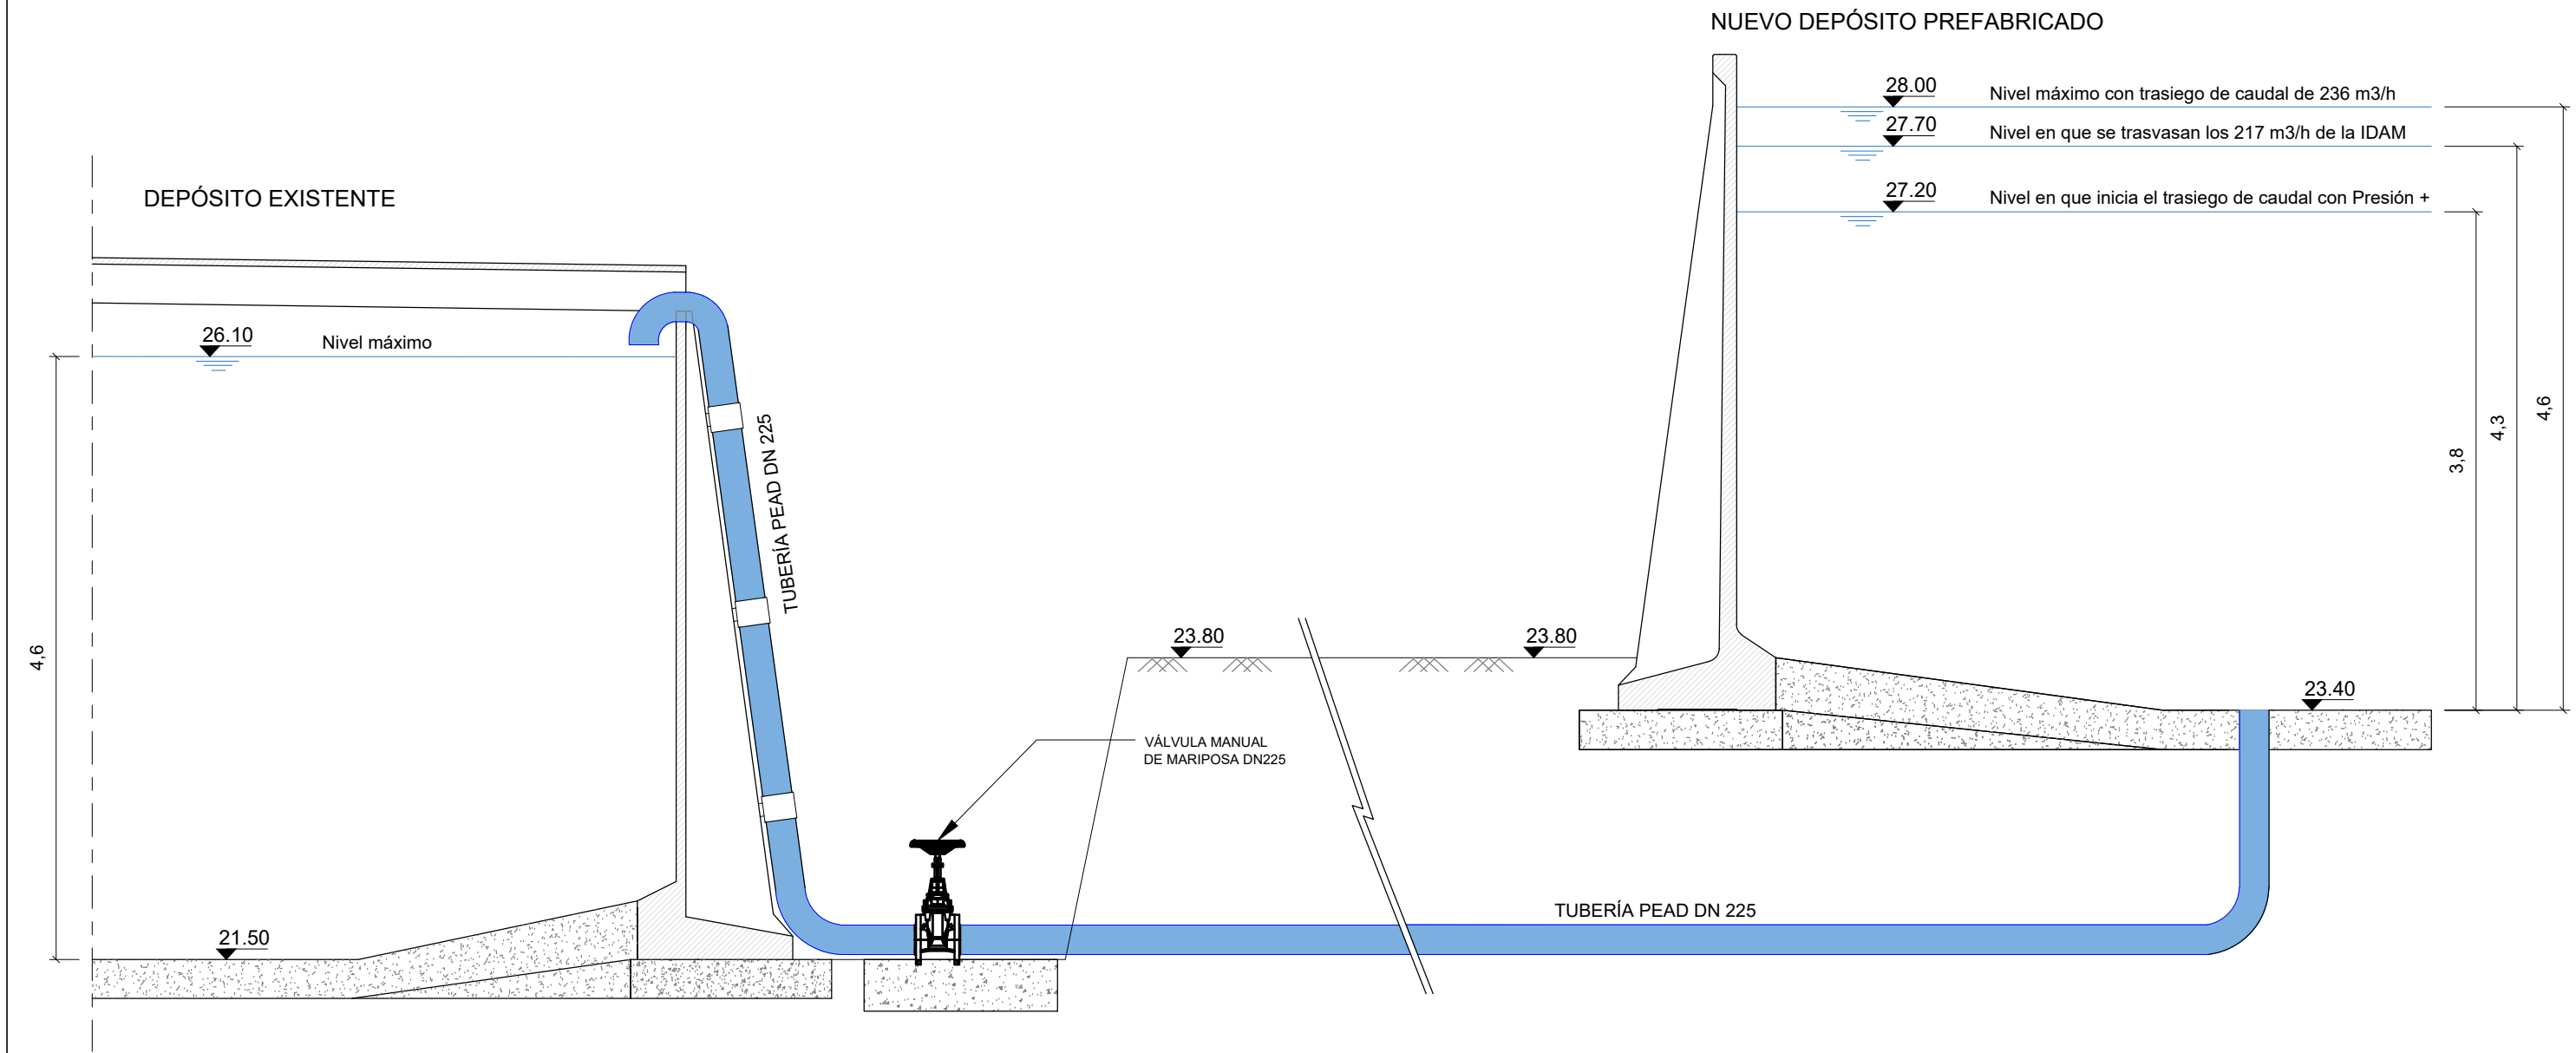 NUEVO DEPÓSITO PREFABRICADO
28.00
Nivel máximo con trasiego de caudal de 236 m3/h
27.70
Nivel en que se trasvasan los 217 m3/h de la IDAM
27.20
Nivel en que inicia el trasiego de caudal con Presión +
DEPÓSITO EXISTENTE
26.10
Nivel máximo
4,6
4,3
3,8
TUBERÍA PEAD DN 225
4,6
23.80
23.80
23.40
VÁLVULA MANUAL
DE MARIPOSA DN225
TUBERÍA PEAD DN 225
21.50